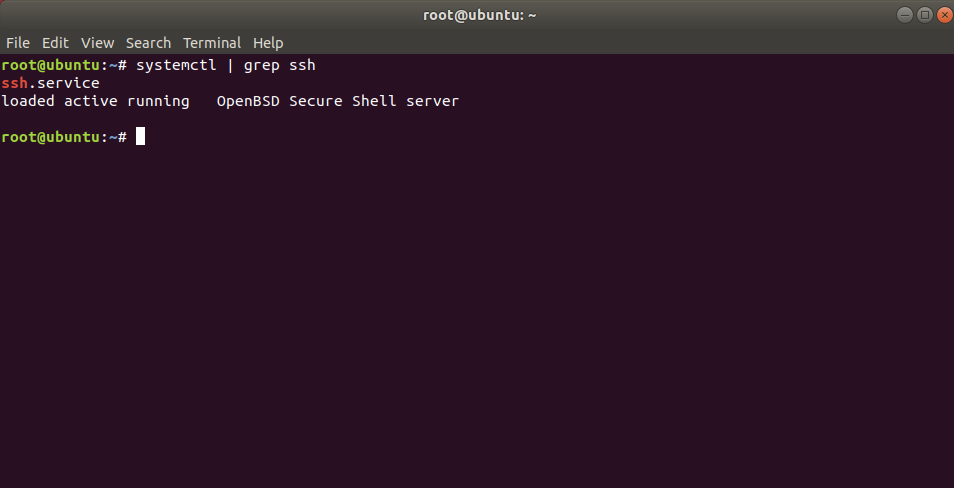 root@ubuntu: ~
File Edit View Search Terminal Help
root@ubuntu:~# systemctl | grep ssh
ssh.service
loaded active running   OpenBSD Secure Shell server
root@ubuntu:~#